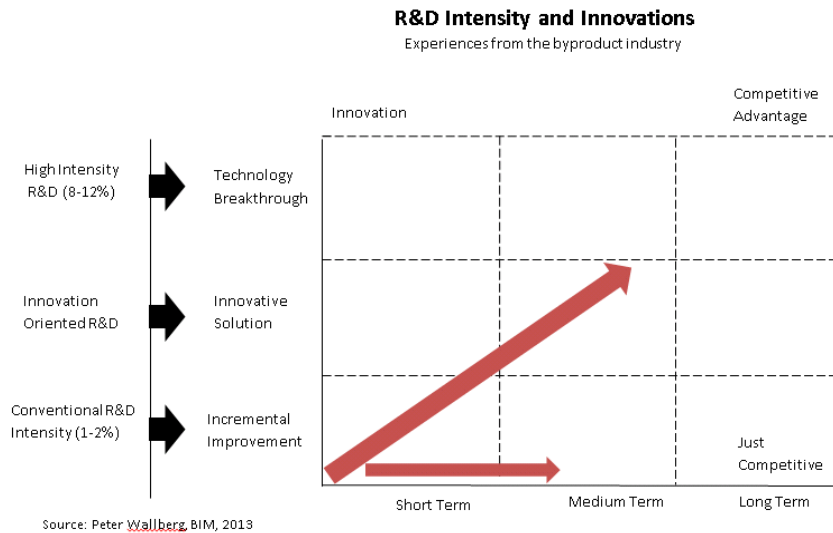 R&D Intensity and Innovations
Experiences from the byproduct industry
Innovation
Competitive
Advantage
High Intensity
R&D (8-12%)
Technology
Breakthrough
Innovation
Oriented R&D
Innovative
Solution
Conventional R&D
Intensity (1-2%)
Incremental
Improvement
Just
Competitive
Short Term
Medium Term
Long Term
Source: Peter Wallberg, BIM, 2013